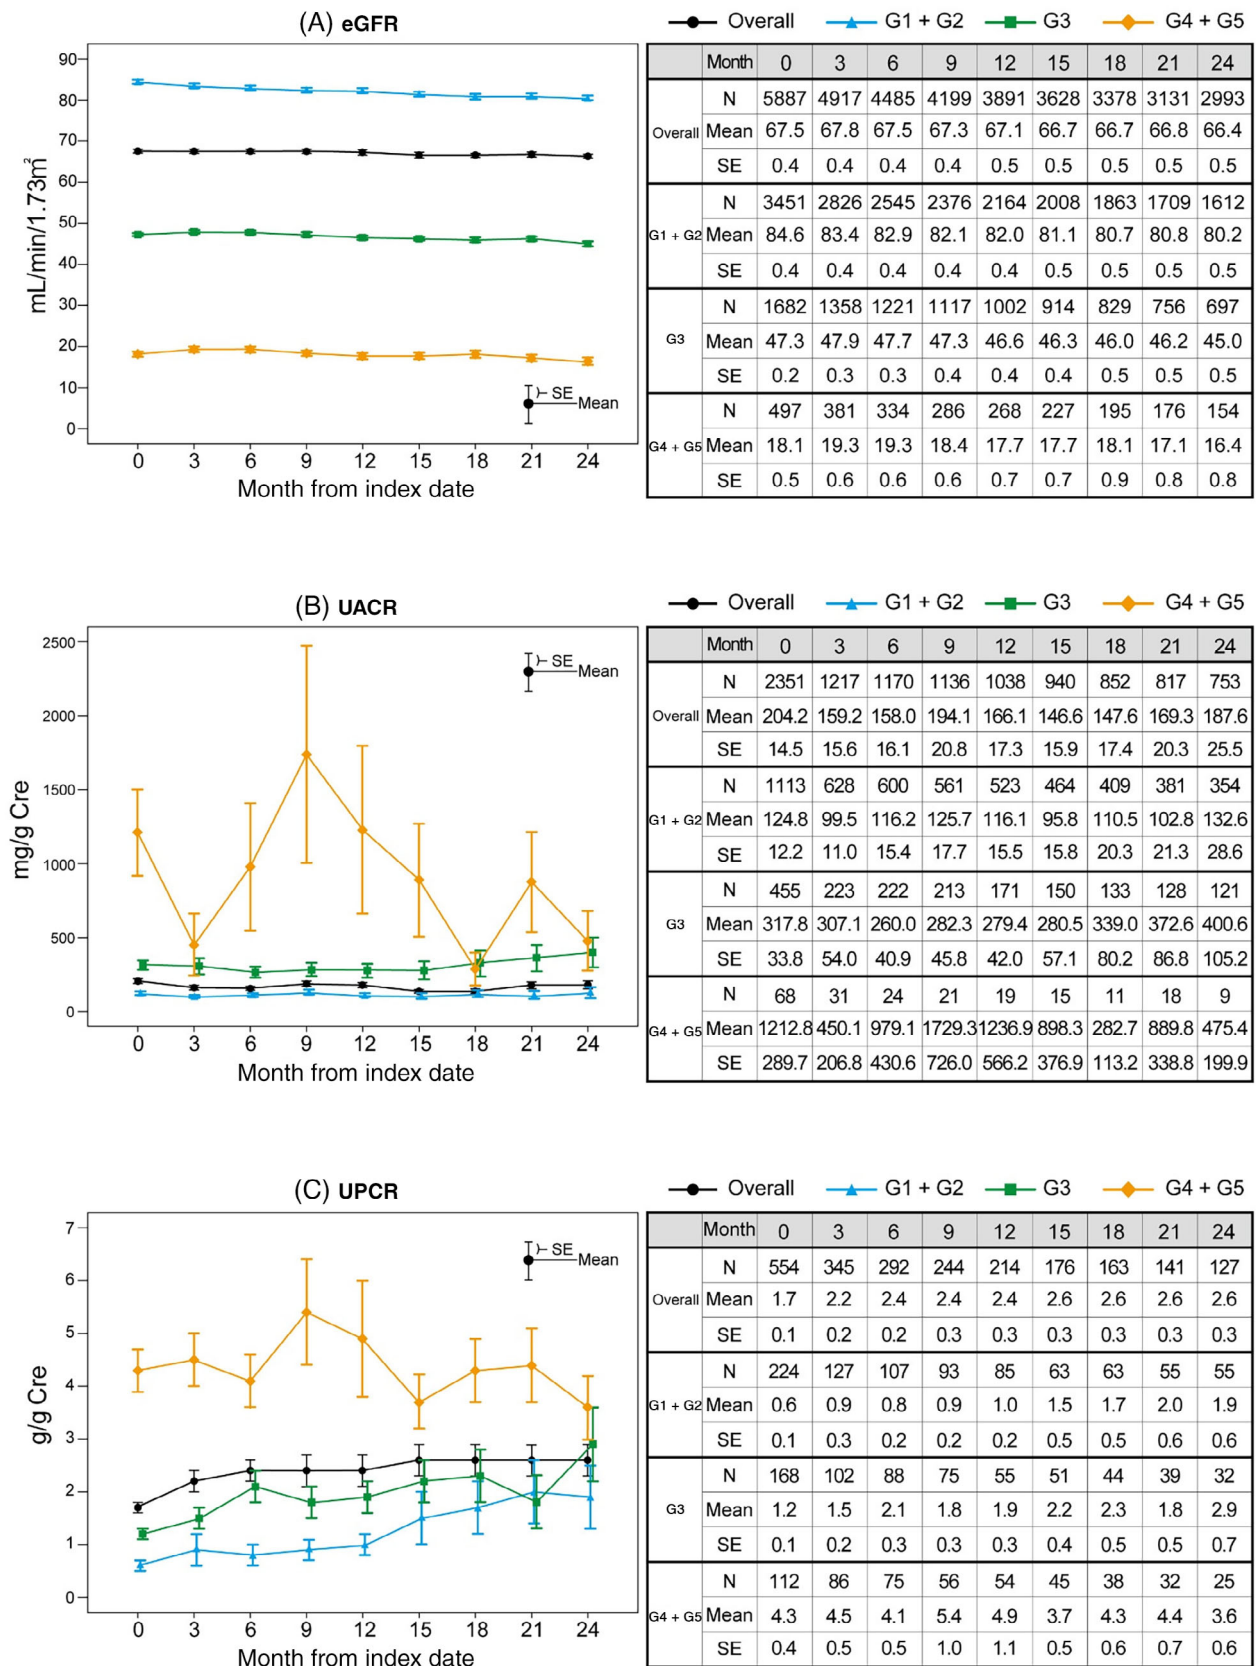 (A) eGFR
Overall G1 + G2 G3 G4 + G5
90
80
70
60
50
40
30
20
10
0
mL/min/1.73m²
SE
Mean
0 3 6 9 12 15 18 21 24
Month from index date
Month 0 3 6 9 12 15 18 21 24
Overall
N 5887 4917 4485 4199 3891 3628 3378 3131 2993
Mean 67.5 67.8 67.5 67.3 67.1 66.7 66.7 66.8 66.4
SE 0.4 0.4 0.4 0.4 0.5 0.5 0.5 0.5 0.5
G1 + G2
N 3451 2826 2545 2376 2164 2008 1863 1709 1612
Mean 84.6 83.4 82.9 82.1 82.0 81.1 80.7 80.8 80.2
SE 0.4 0.4 0.4 0.4 0.4 0.5 0.5 0.5 0.5
G3
N 1682 1358 1221 1117 1002 914 829 756 697
Mean 47.3 47.9 47.7 47.3 46.6 46.3 46.0 46.2 45.0
SE 0.2 0.3 0.3 0.4 0.4 0.4 0.5 0.5 0.5
G4 + G5
N 497 381 334 286 268 227 195 176 154
Mean 18.1 19.3 19.3 18.4 17.7 17.7 18.1 17.1 16.4
SE 0.5 0.6 0.6 0.6 0.7 0.7 0.9 0.8 0.8
(B) UACR
Overall G1 + G2 G3 G4 + G5
2500
2000
1500
1000
500
0
mg/g Cre
SE
Mean
0 3 6 9 12 15 18 21 24
Month from index date
Month 0 3 6 9 12 15 18 21 24
Overall
N 2351 1217 1170 1136 1038 940 852 817 753
Mean 204.2 159.2 158.0 194.1 166.1 146.6 147.6 169.3 187.6
SE 14.5 15.6 16.1 20.8 17.3 15.9 17.4 20.3 25.5
G1 + G2
N 1113 628 600 561 523 464 409 381 354
Mean 124.8 99.5 116.2 125.7 116.1 95.8 110.5 102.8 132.6
SE 12.2 11.0 15.4 17.7 15.5 15.8 20.3 21.3 28.6
G3
N 455 223 222 213 171 150 133 128 121
Mean 317.8 307.1 260.0 282.3 279.4 280.5 339.0 372.6 400.6
SE 33.8 54.0 40.9 45.8 42.0 57.1 80.2 86.8 105.2
G4 + G5
N 68 31 24 21 19 15 11 18 9
Mean 1212.8 450.1 979.1 1729.3 1236.9 898.3 282.7 889.8 475.4
SE 289.7 206.8 430.6 726.0 566.2 376.9 113.2 338.8 199.9
(C) UPCR
Overall G1 + G2 G3 G4 + G5
7
6
5
4
3
2
1
0
g/g Cre
SE
Mean
0 3 6 9 12 15 18 21 24
Month from index date
Month 0 3 6 9 12 15 18 21 24
Overall
N 554 345 292 244 214 176 163 141 127
Mean 1.7 2.2 2.4 2.4 2.4 2.6 2.6 2.6 2.6
SE 0.1 0.2 0.2 0.3 0.3 0.3 0.3 0.3 0.3
G1 + G2
N 224 127 107 93 85 63 63 55 55
Mean 0.6 0.9 0.8 0.9 1.0 1.5 1.7 2.0 1.9
SE 0.1 0.3 0.2 0.2 0.2 0.5 0.5 0.6 0.6
G3
N 168 102 88 75 55 51 44 39 32
Mean 1.2 1.5 2.1 1.8 1.9 2.2 2.3 1.8 2.9
SE 0.1 0.2 0.3 0.3 0.3 0.4 0.5 0.5 0.7
G4 + G5
N 112 86 75 56 54 45 38 32 25
Mean 4.3 4.5 4.1 5.4 4.9 3.7 4.3 4.4 3.6
SE 0.4 0.5 0.5 1.0 1.1 0.5 0.6 0.7 0.6